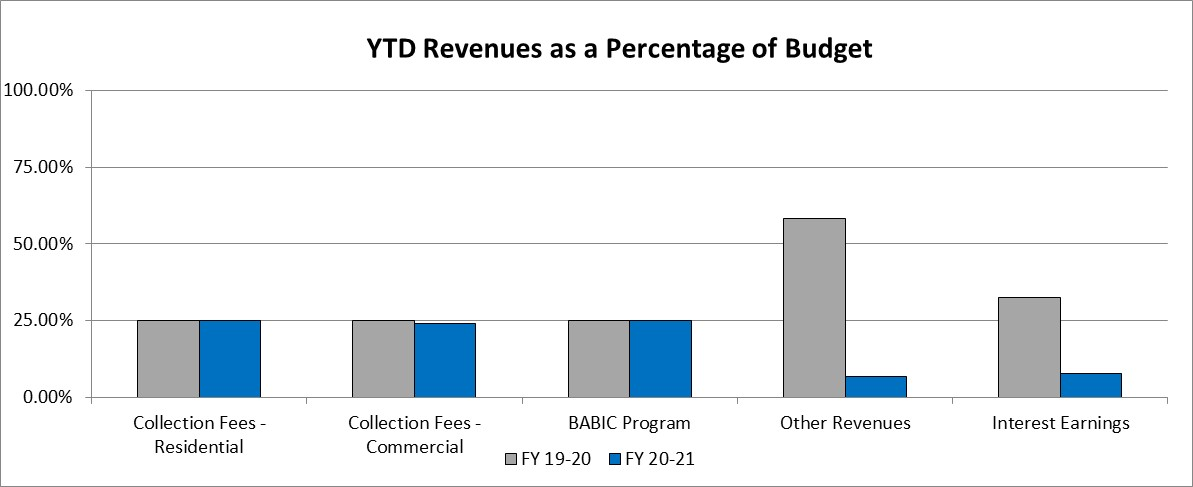 YTD Revenues as a Percentage of Budget
100.00%
75.00%
50.00%
25.00%
0.00%
Collection Fees -
Residential
Collection Fees -
Commercial
BABIC Program
Other Revenues
Interest Earnings
FY 19-20
FY 20-21